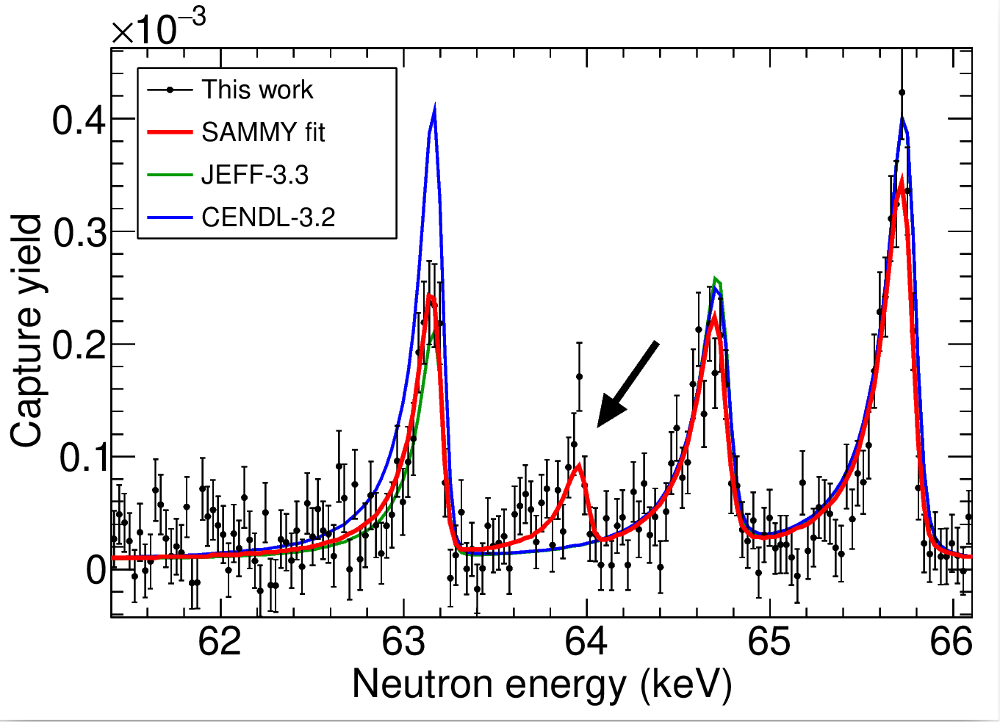 ×10⁻³
This work
SAMMY fit
JEFF-3.3
CENDL-3.2
0.4
0.3
0.2
0.1
0
Capture yield
62 63 64 65 66
Neutron energy (keV)